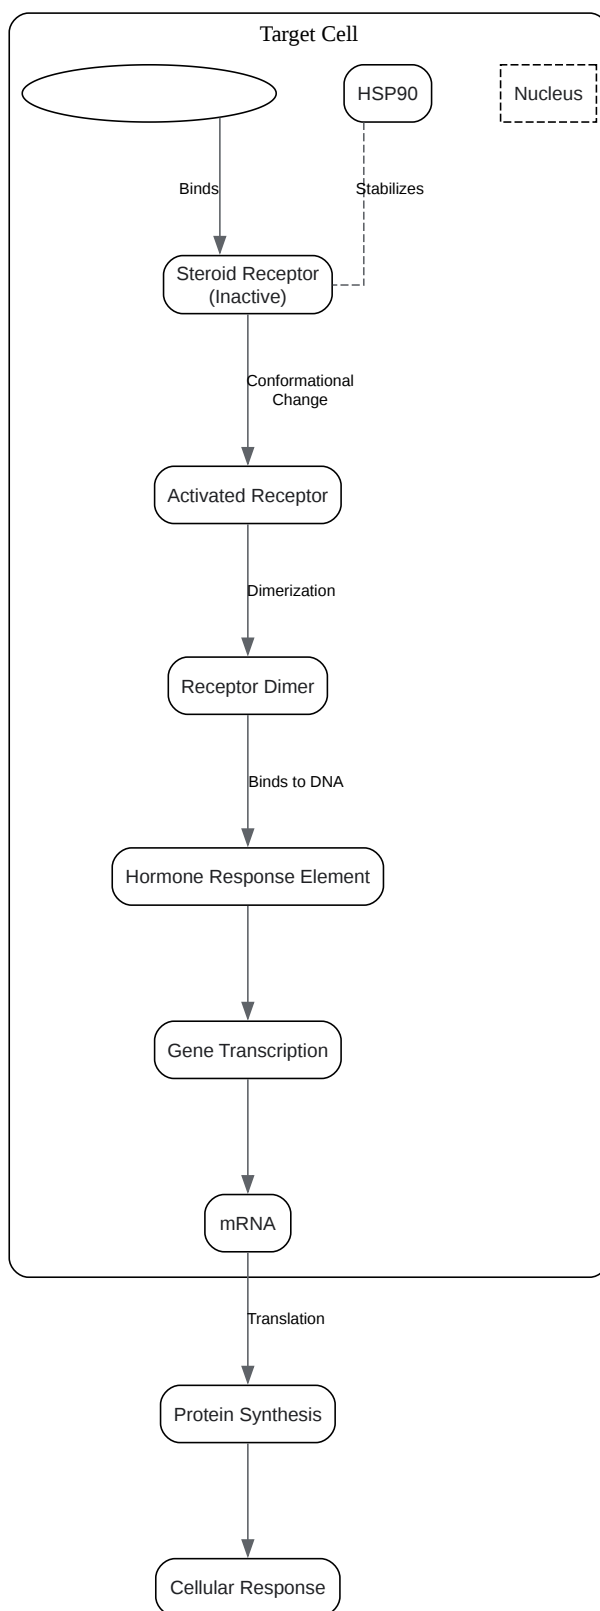 Target Cell
HSP90
Nucleus
Binds
Stabilizes
Steroid Receptor
(Inactive)
Conformational
Change
Activated Receptor
Dimerization
Receptor Dimer
Binds to DNA
Hormone Response Element
Gene Transcription
mRNA
Translation
Protein Synthesis
Cellular Response